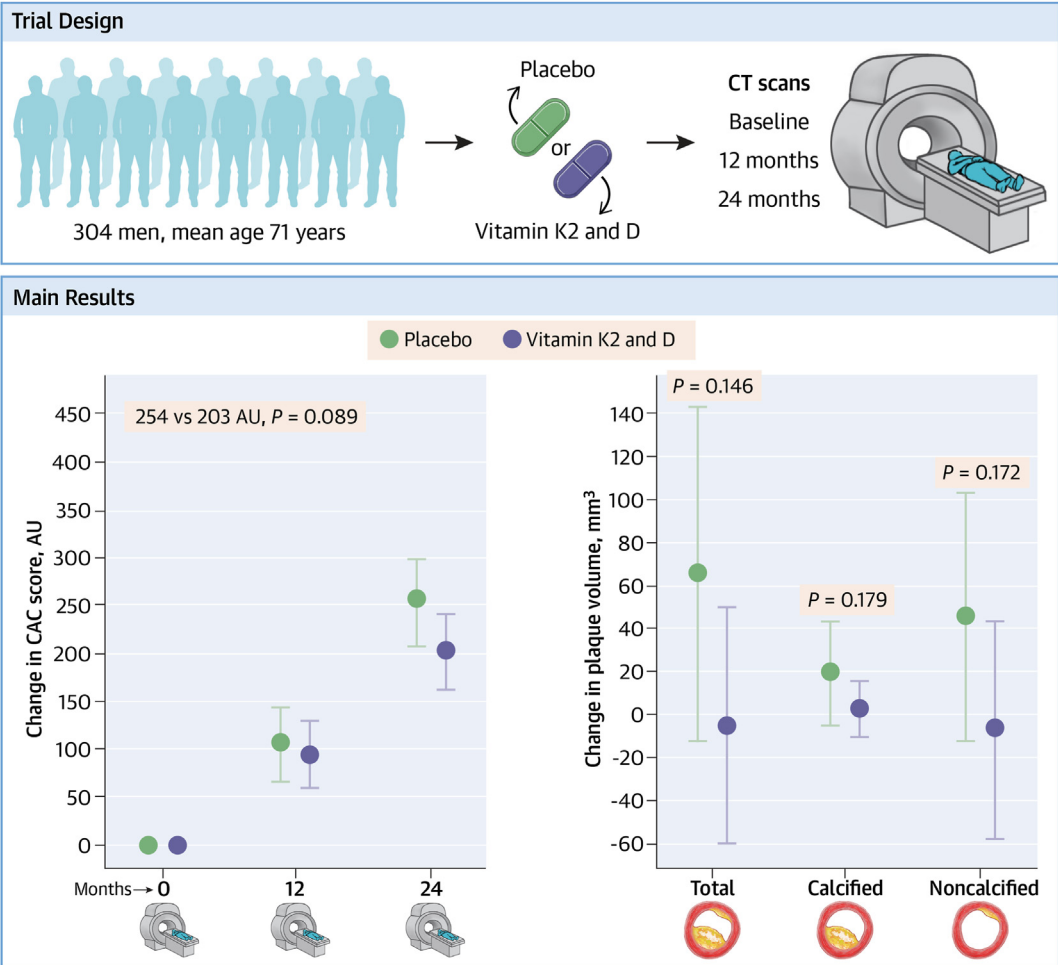 Trial Design
Placebo
or
Vitamin K2 and D
304 men, mean age 71 years
CT scans
Baseline
12 months
24 months
Main Results
Placebo
Vitamin K2 and D
Change in CAC score, AU
450
400
350
300
250
200
150
100
50
0
254 vs 203 AU, P = 0.089
Months→ 0
12
24
Change in plaque volume, mm³
140
120
100
80
60
40
20
0
-20
-40
-60
P = 0.146
P = 0.179
P = 0.172
Total
Calcified
Noncalcified